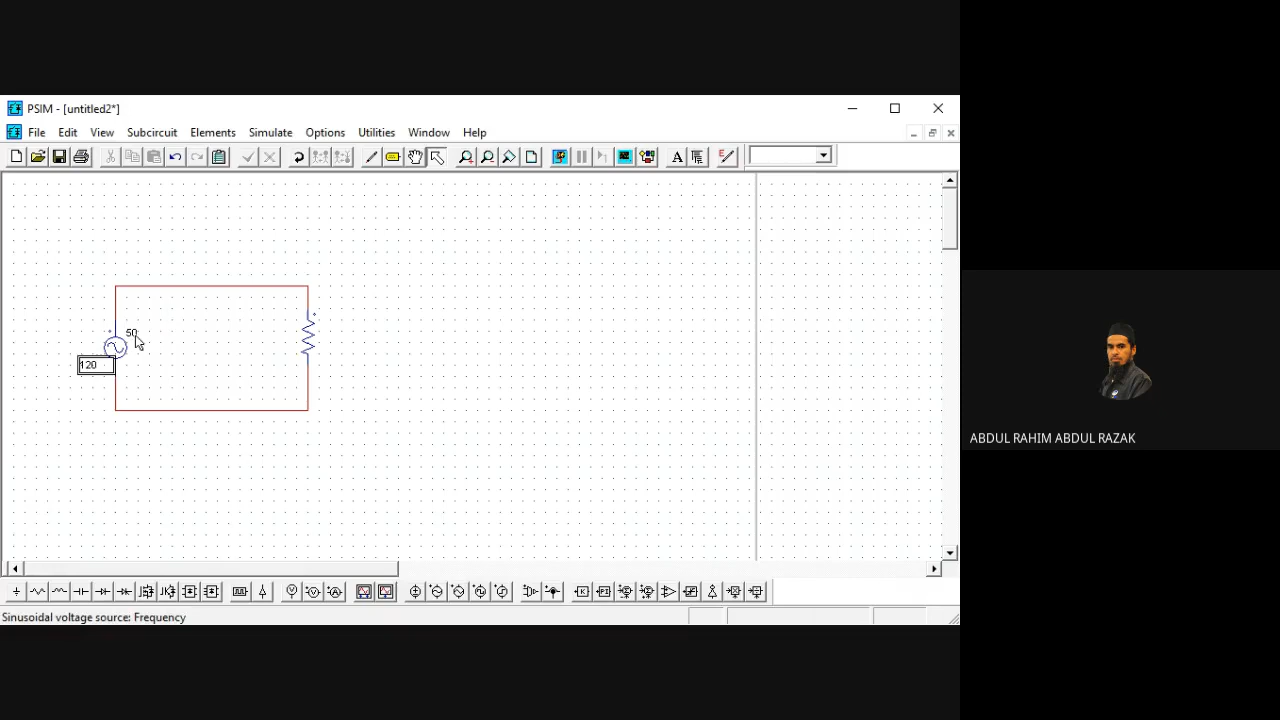 PSIM - [untitled2*]
File Edit View Subcircuit Elements Simulate Options Utilities Window Help
50
120
ABDUL RAHIM ABDUL RAZAK
Sinusoidal voltage source: Frequency